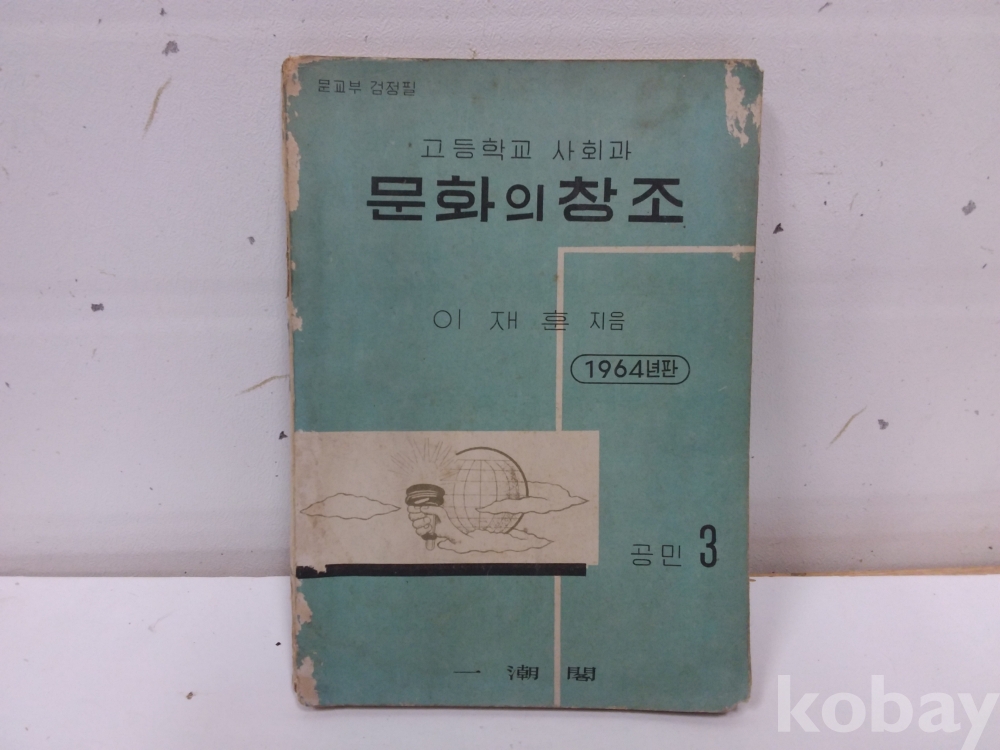 문교부 검정필
고등학교 사회과
문화의창조
이재훈 지음
1964년판
공민 3
一潮閣
kobay